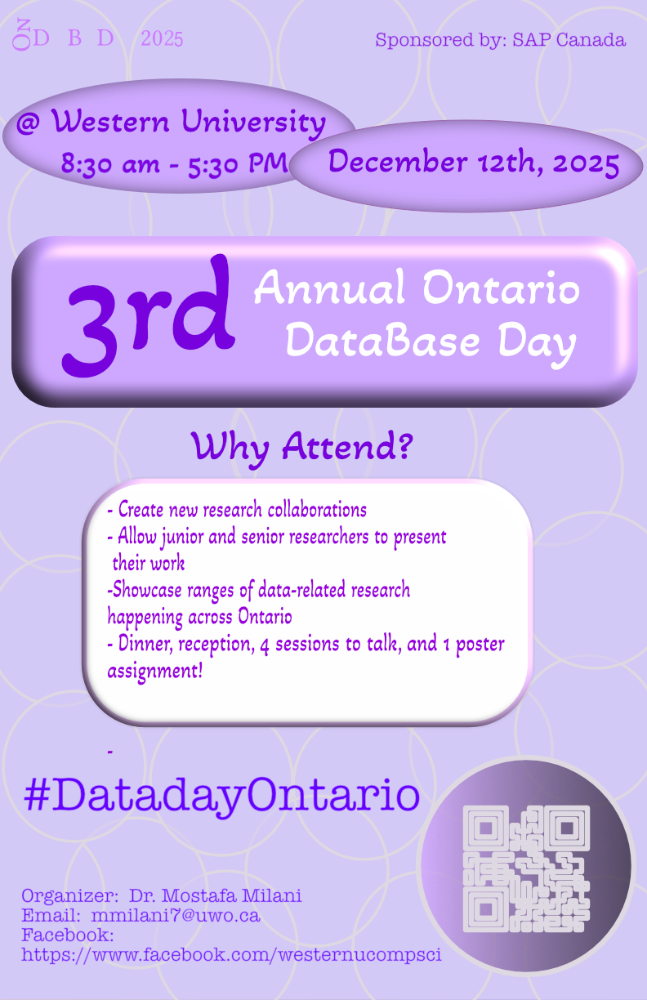 ON D B D 2025
Sponsored by: SAP Canada
@ Western University
8:30 am - 5:30 PM
December 12th, 2025
3rd
Annual Ontario
DataBase Day
Why Attend?
- Create new research collaborations
- Allow junior and senior researchers to present
their work
-Showcase ranges of data-related research
happening across Ontario
- Dinner, reception, 4 sessions to talk, and 1 poster
assignment!
-
#DatadayOntario
Organizer: Dr. Mostafa Milani
Email: mmilani7@uwo.ca
Facebook:
https://www.facebook.com/westernucompsci